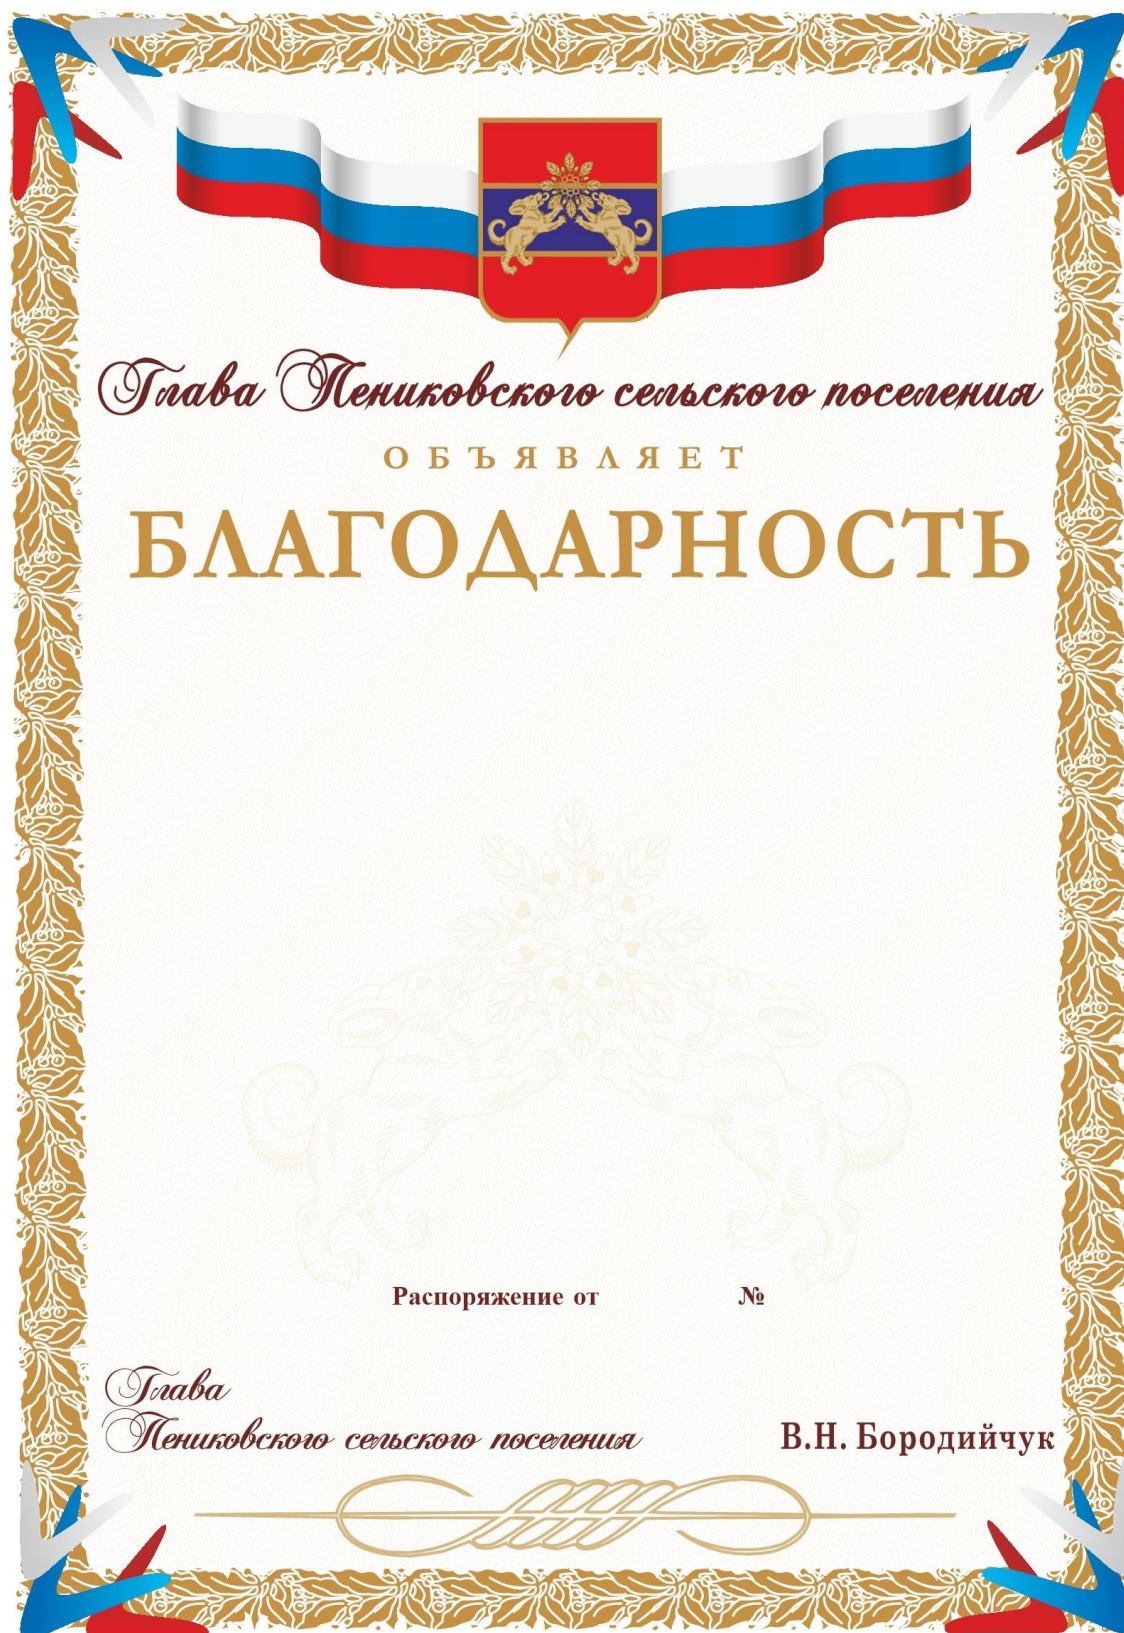 Глава Пениковского сельского поселения
ОБЪЯВЛЯЕТ
БЛАГОДАРНОСТЬ
Распоряжение от №
Глава
Пениковского сельского поселения
В.Н. Бородийчук